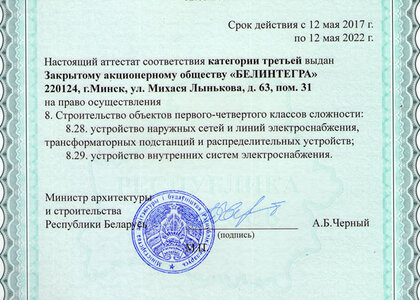 Срок действия с 12 мая 2017 г.
по 12 мая 2022 г.
Настоящий аттестат соответствия категории третьей выдан
Закрытому акционерному обществу «БЕЛИНТЕГРА»
220124, г.Минск, ул. Михася Лынькова, д. 63, пом. 31
на право осуществления
8. Строительство объектов первого-четвертого классов сложности:
8.28. устройство наружных сетей и линий электроснабжения,
трансформаторных подстанций и распределительных устройств;
8.29. устройство внутренних систем электроснабжения.
Министр архитектуры
и строительства
Республики Беларусь
А.Б.Черный
(подпись)
М.П.